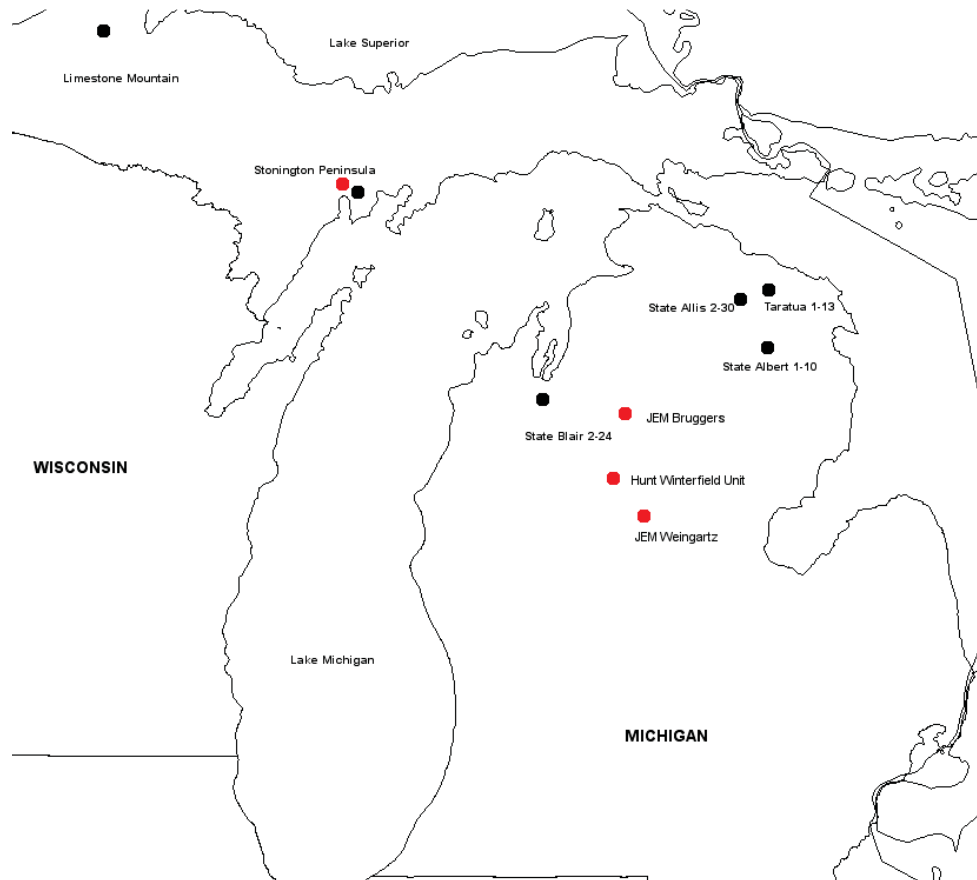 Lake Superior
Limestone Mountain
Stonington Peninsula
State Allis 2-30
Taratua 1-13
State Albert 1-10
JEM Bruggers
State Blair 2-24
WISCONSIN
Hunt Winterfield Unit
JEM Weingartz
Lake Michigan
MICHIGAN